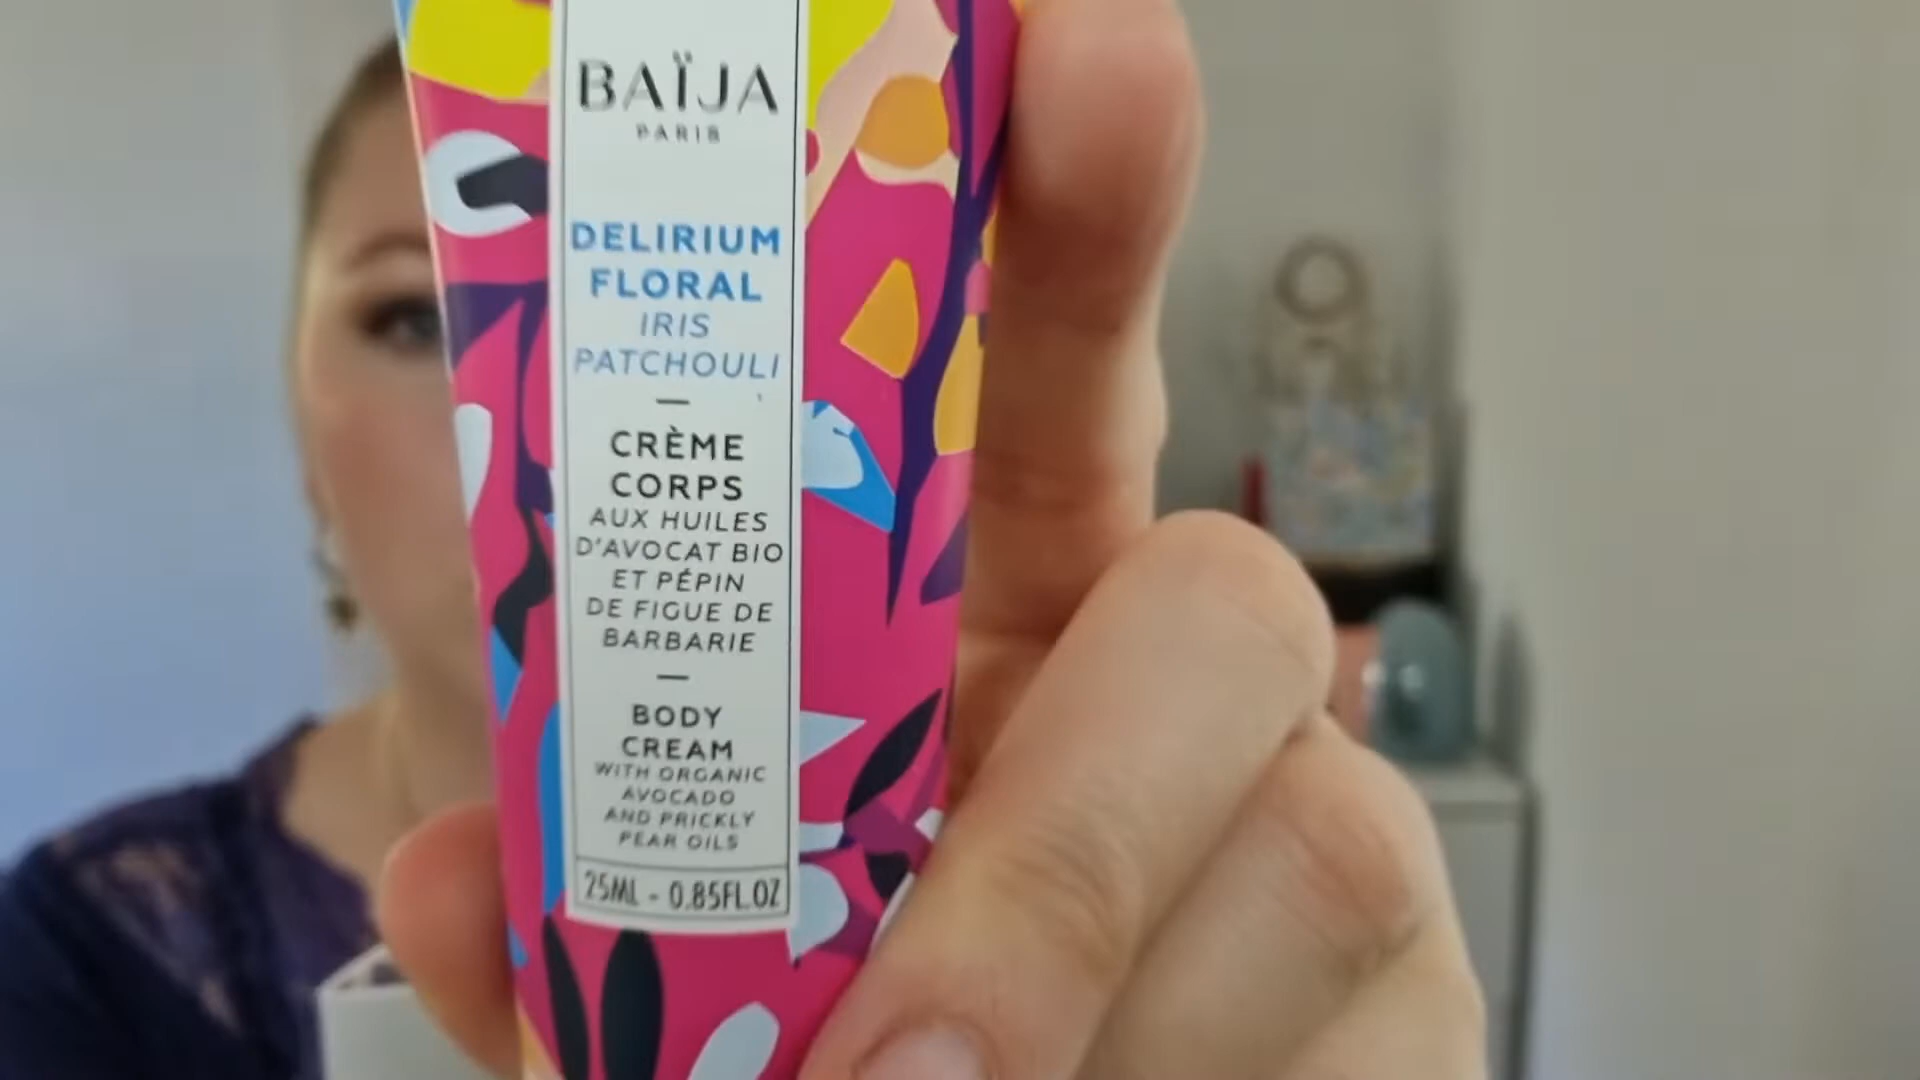 BAÏJA
PARIS
DELIRIUM
FLORAL
IRIS
PATCHOULI
CRÈME
CORPS
AUX HUILES
D'AVOCAT BIO
ET PÉPIN
DE FIGUE DE
BARBARIE
BODY
CREAM
WITH ORGANIC
AVOCADO
AND PRICKLY
PEAR OILS
25ML - 0.85FL.OZ